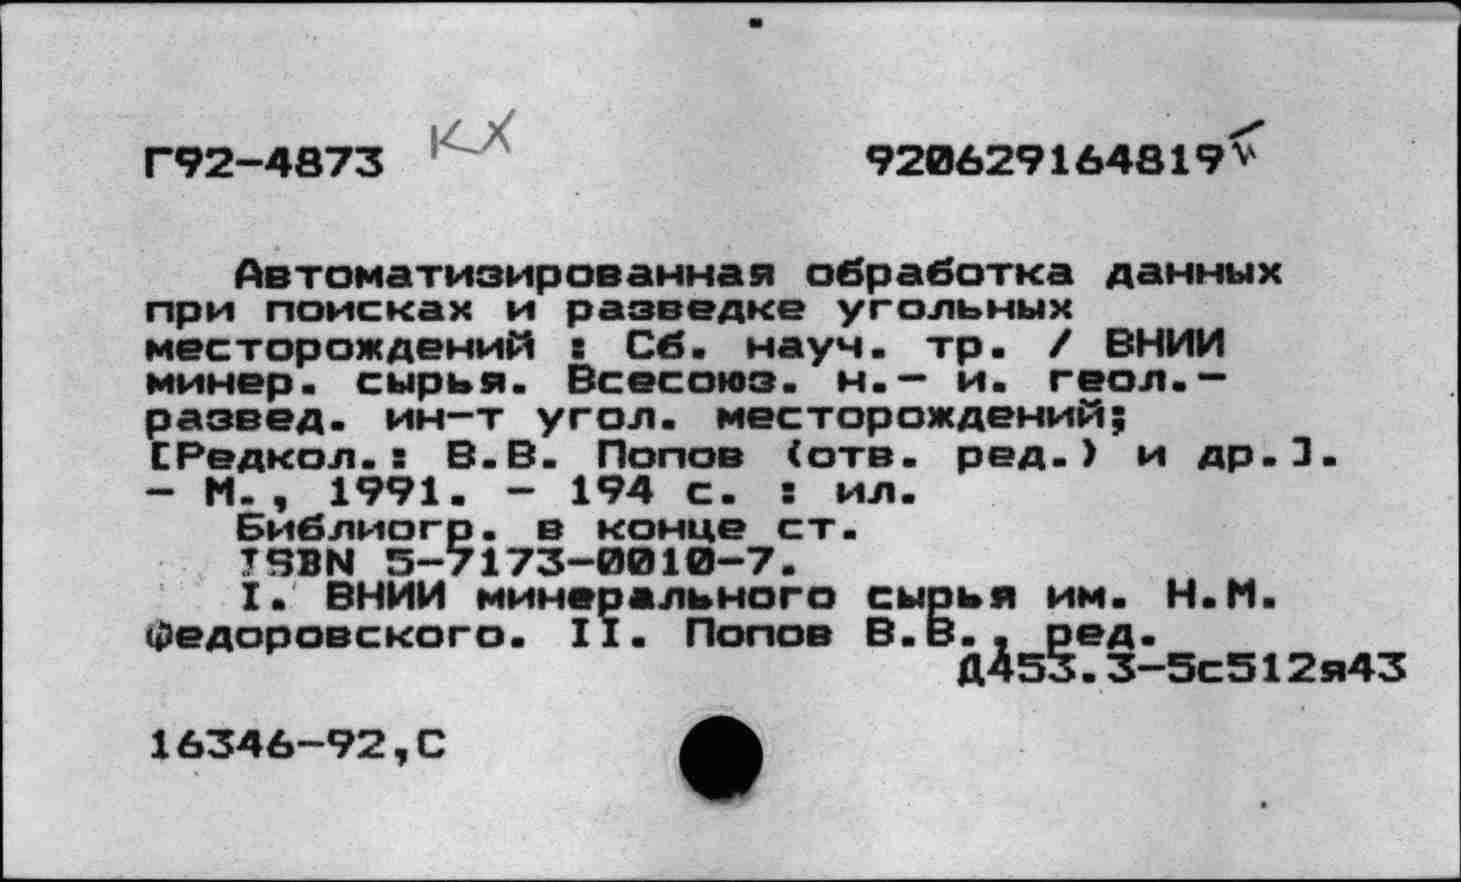 Г92-4873 КХ 920629164819
Автоматизированная обработка данных
при поисках и разведке угольных
месторождений : Сб. науч. тр. / ВНИИ
минер. сырья. Всесоюз. н.- и. геол.-
развед. ин-т угол. месторождений;
[Редкол.: В.В. Попов (отв. ред.) и др.].
- М., 1991. - 194 с. : ил.
Библиогр. в конце ст.
ISBN 5-7173-0010-7.
I. ВНИИ минерального сырья им. Н.М.
Федоровского. II. Попов В.В., ред.
Д453.3-5с512я43
16346-92,С